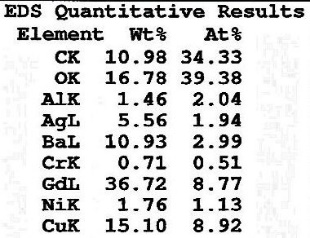 EDS Quantitative Results
Element Wt% At%
CK 10.98 34.33
OK 16.78 39.38
AlK 1.46 2.04
AgL 5.56 1.94
BaL 10.93 2.99
CrK 0.71 0.51
GdL 36.72 8.77
NiK 1.76 1.13
CuK 15.10 8.92